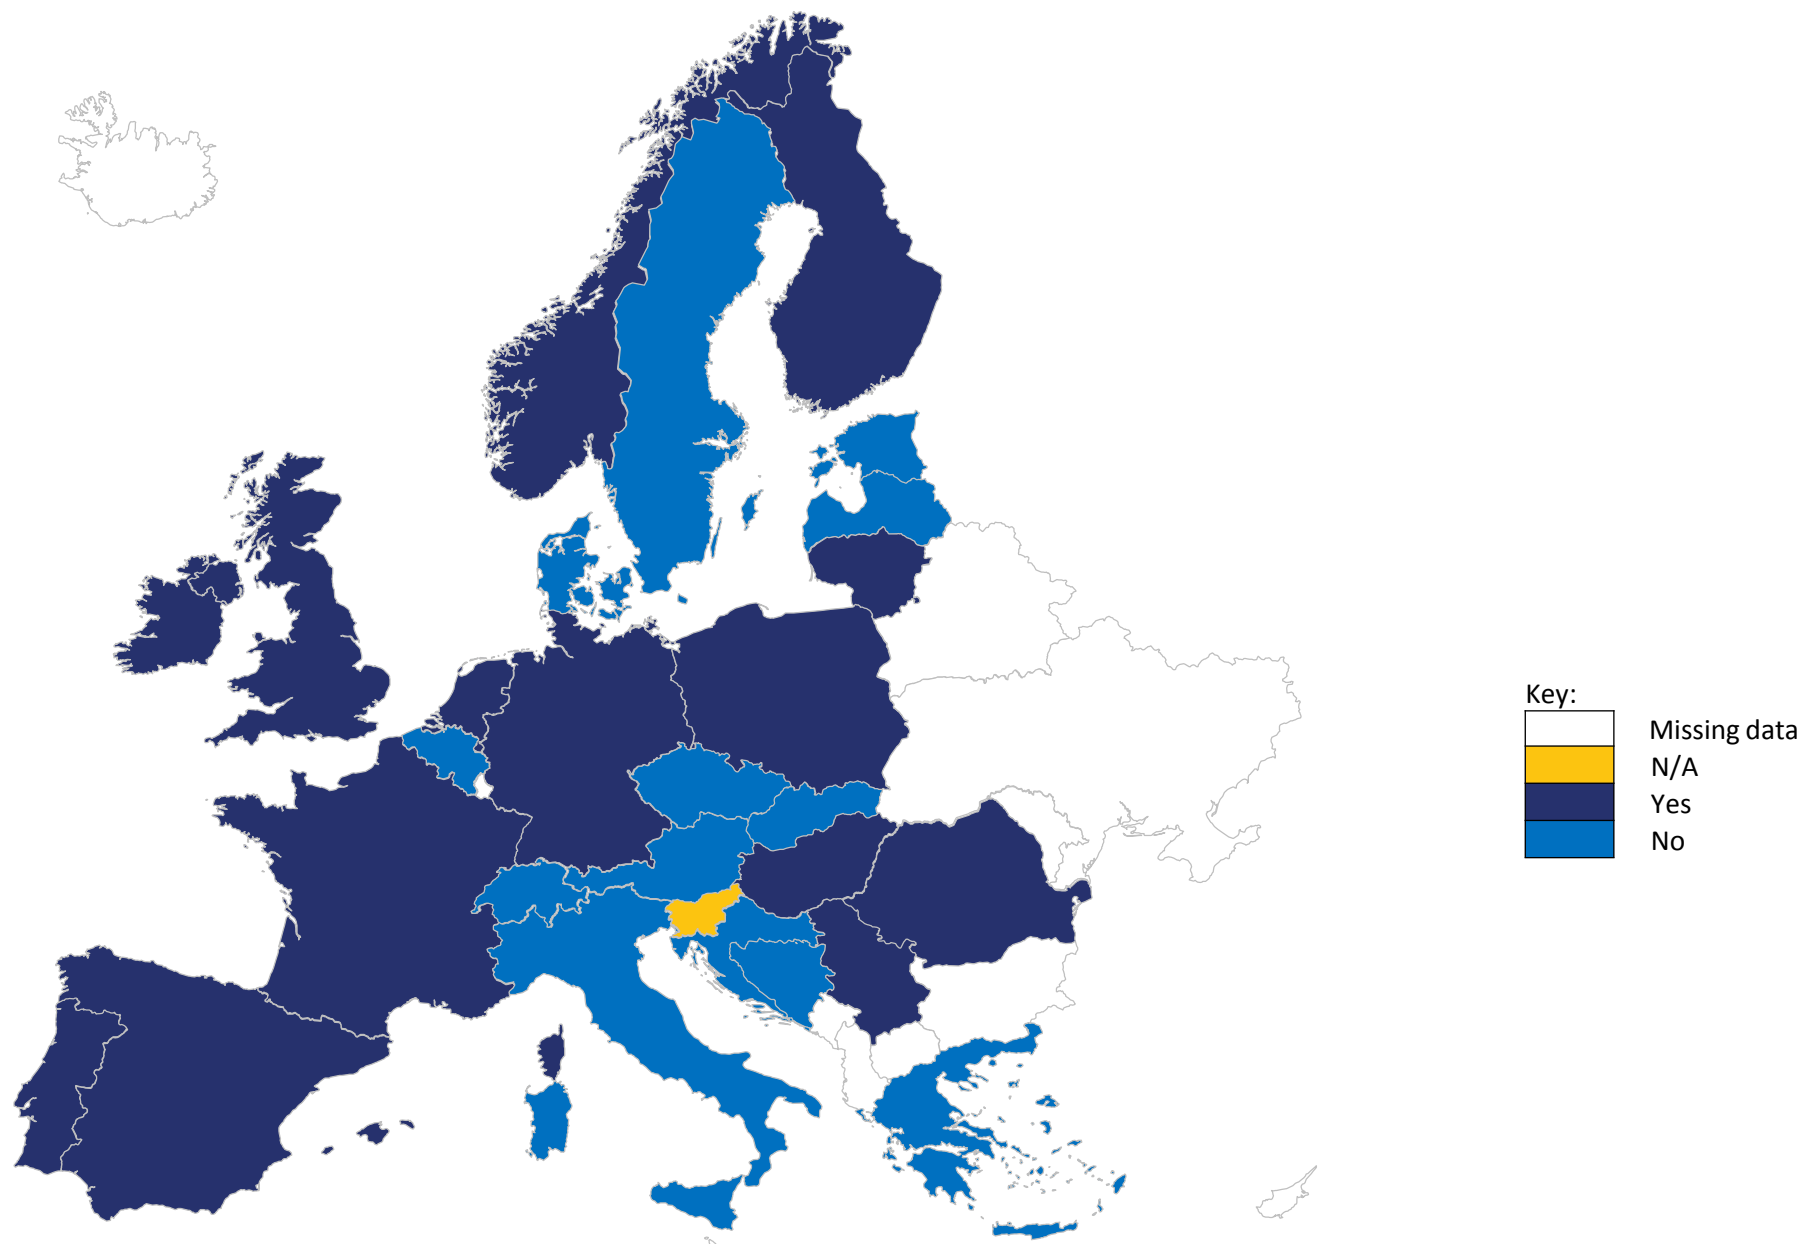 Key:
Missing data
N/A
Yes
No